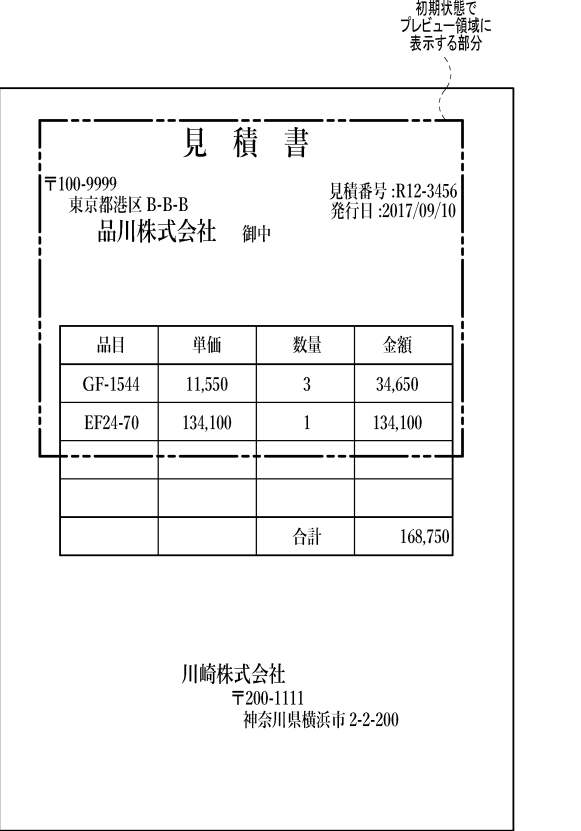 初期状態で
プレビュー領域に
表示する部分
見 積 書
〒100-9999
東京都港区 B-B-B
品川株式会社 御中
見積番号 :R12-3456
発行日 :2017/09/10
品目 単価 数量 金額
GF-1544 11,550 3 34,650
EF24-70 134,100 1 134,100
合計 168,750
川崎株式会社
〒200-1111
神奈川県横浜市 2-2-200